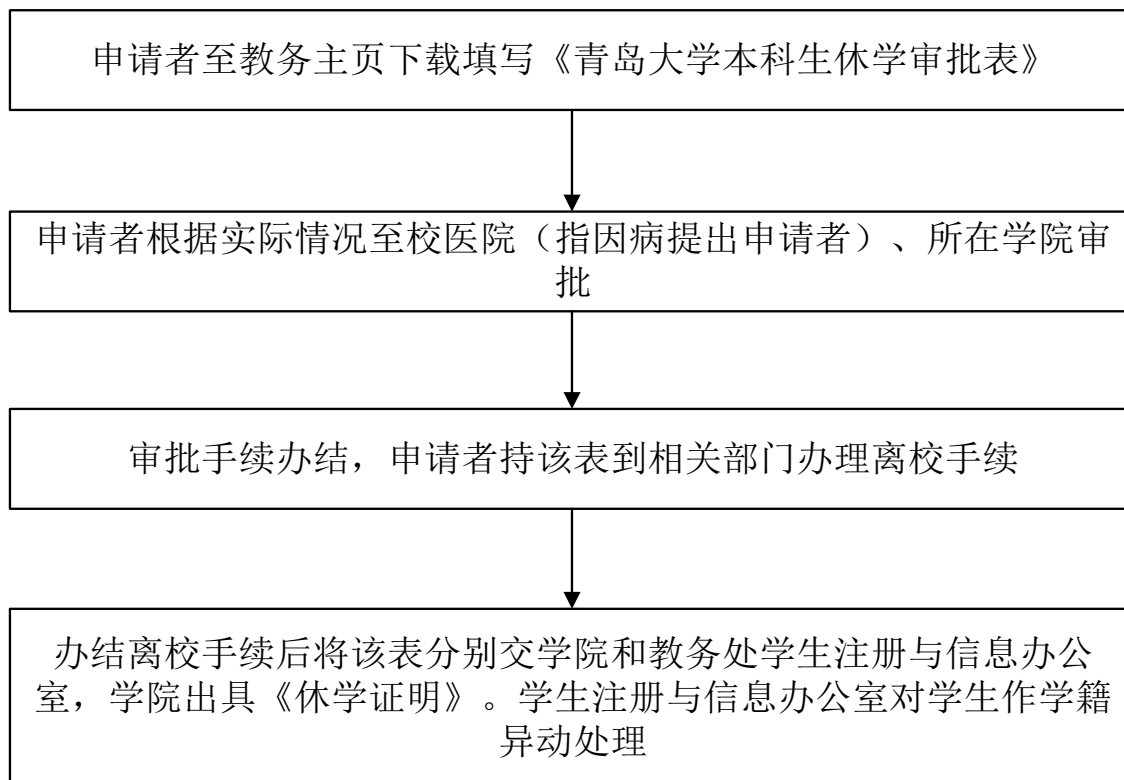 申请者至教务主页下载填写《青岛大学本科生休学审批表》
申请者根据实际情况至校医院（指因病提出申请者）、所在学院审
批
审批手续办结，申请者持该表到相关部门办理离校手续
办结离校手续后将该表分别交学院和教务处学生注册与信息办公
室，学院出具《休学证明》。学生注册与信息办公室对学生作学籍
异动处理